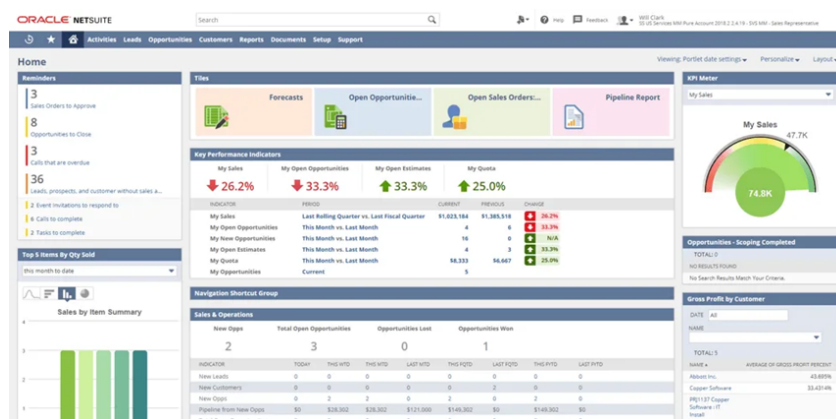 ORACLE NETSUITE
Search
Help
Feedback
Will Clark
Activities Leads Opportunities Customers Reports Documents Setup Support
Home
Viewing: Portlet date settings
Personalize
Layout
Reminders
3
Sales Orders to Approve
8
Opportunities to Close
3
Calls that are overdue
36
Leads, prospects, and customer without sales a...
2 Event Invitations to respond to
6 Calls to complete
2 Tasks to complete
Top 5 Items By Qty Sold
this month to date
Sales by Item Summary
4
3
2
1
Tiles
Forecasts
Open Opportunitie...
Open Sales Orders:...
Pipeline Report
Key Performance Indicators
My Sales My Open Opportunities My Open Estimates My Quota
26.2% 33.3% 33.3% 25.0%
INDICATOR PERIOD CURRENT PREVIOUS CHANGE
My Sales Last Rolling Quarter vs. Last Fiscal Quarter $1,023,184 $1,385,518 26.2%
My Open Opportunities This Month vs. Last Month 4 6 33.3%
My New Opportunities This Month vs. Last Month 16 0 N/A
My Open Estimates This Month vs. Last Month 4 3 33.3%
My Quota This Month vs. Last Month $8,333 $6,667 25.0%
My Opportunities Current 5
Navigation Shortcut Group
Sales & Operations
New Opps Total Open Opportunities Opportunities Lost Opportunities Won
2 3 0 1
INDICATOR TODAY THIS WTD THIS MTD LAST MTD THIS FQTD LAST FQTD THIS FYTD LAST FYTD
New Leads 0 0 0 0 0 0 0
New Customers 0 0 0 0 0 2 0
New Opps 0 2 2 0 2 0 2
Pipeline from New Opps $0 $28,302 $28,302 $121,000 $149,302 $0 $149,302
KPI Meter
My Sales
My Sales
47.7K
74.8K
Opportunities - Scoping Completed
TOTAL: 0
NO RESULTS FOUND
No Search Results Match Your Criteria.
Gross Profit by Customer
DATE All
NAME
TOTAL: 5
NAME AVERAGE OF GROSS PROFIT PERCENT
Abbott Inc. 43.695%
Copper Software 33.4314%
PRJ1137 Copper
Software : IT
Install